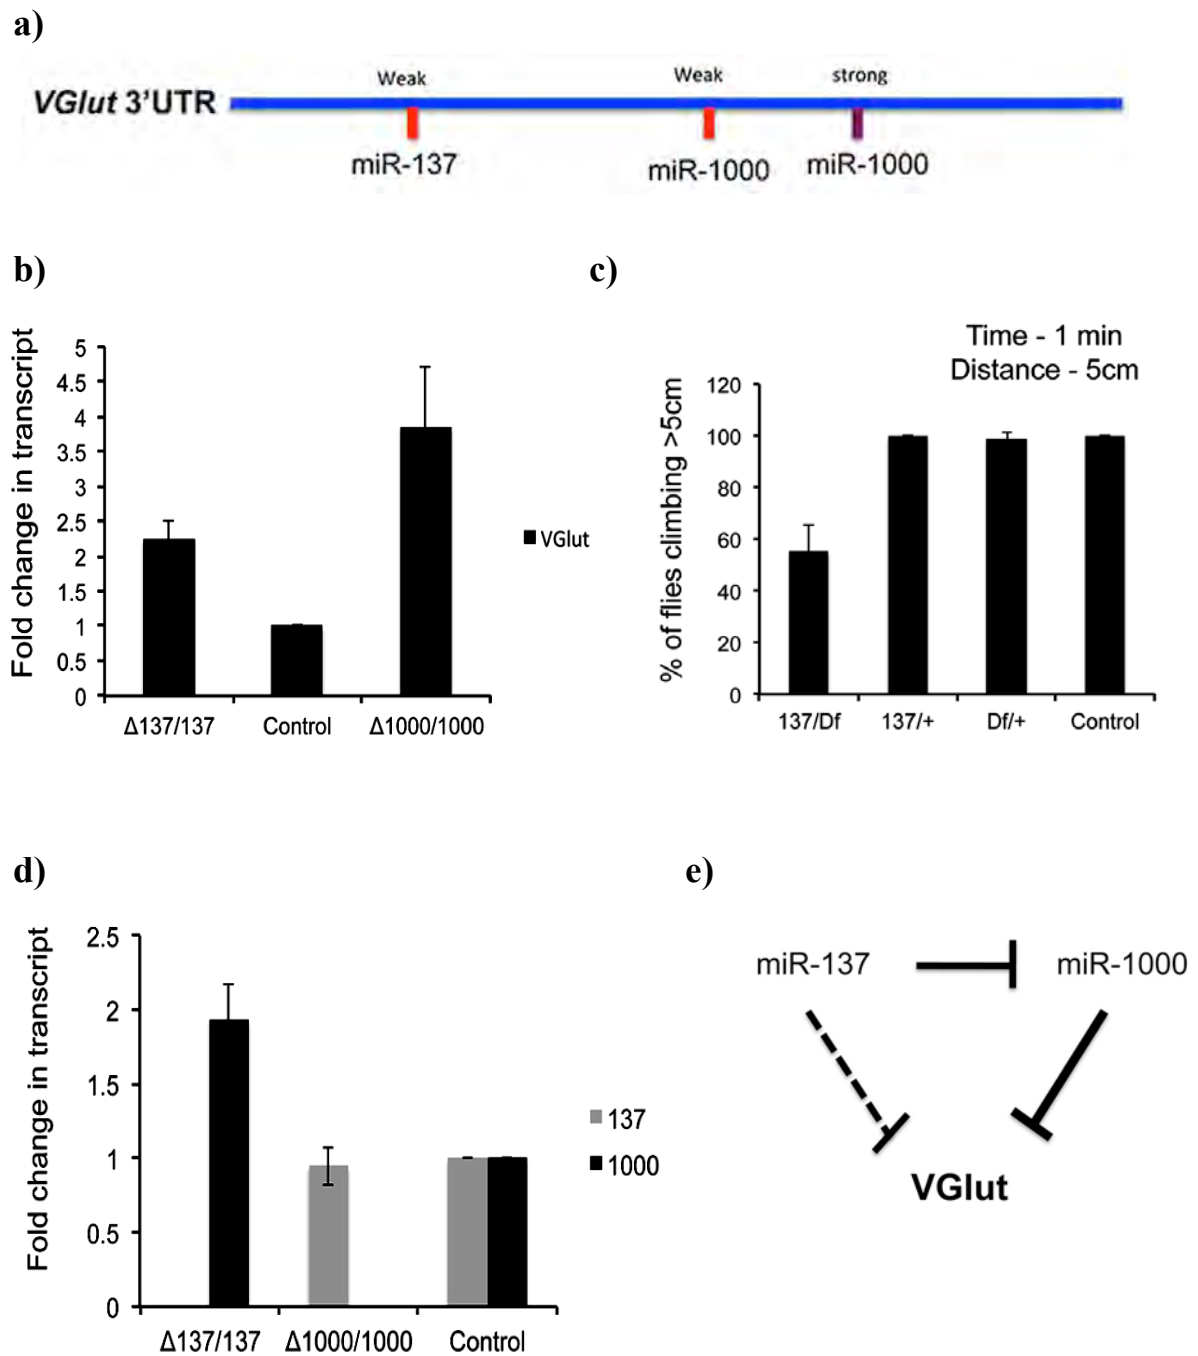 a)
Weak
Weak
strong
VGlut 3'UTR
miR-137
miR-1000
miR-1000
b)
Fold change in transcript
5
4.5
4
3.5
3
2.5
2
1.5
1
0.5
0
Δ137/137
Control
Δ1000/1000
VGlut
c)
Time - 1 min
Distance - 5cm
% of flies climbing >5cm
120
100
80
60
40
20
0
137/Df
137/+
Df/+
Control
d)
Fold change in transcript
2.5
2
1.5
1
0.5
0
Δ137/137
Δ1000/1000
Control
137
1000
e)
miR-137
miR-1000
VGlut